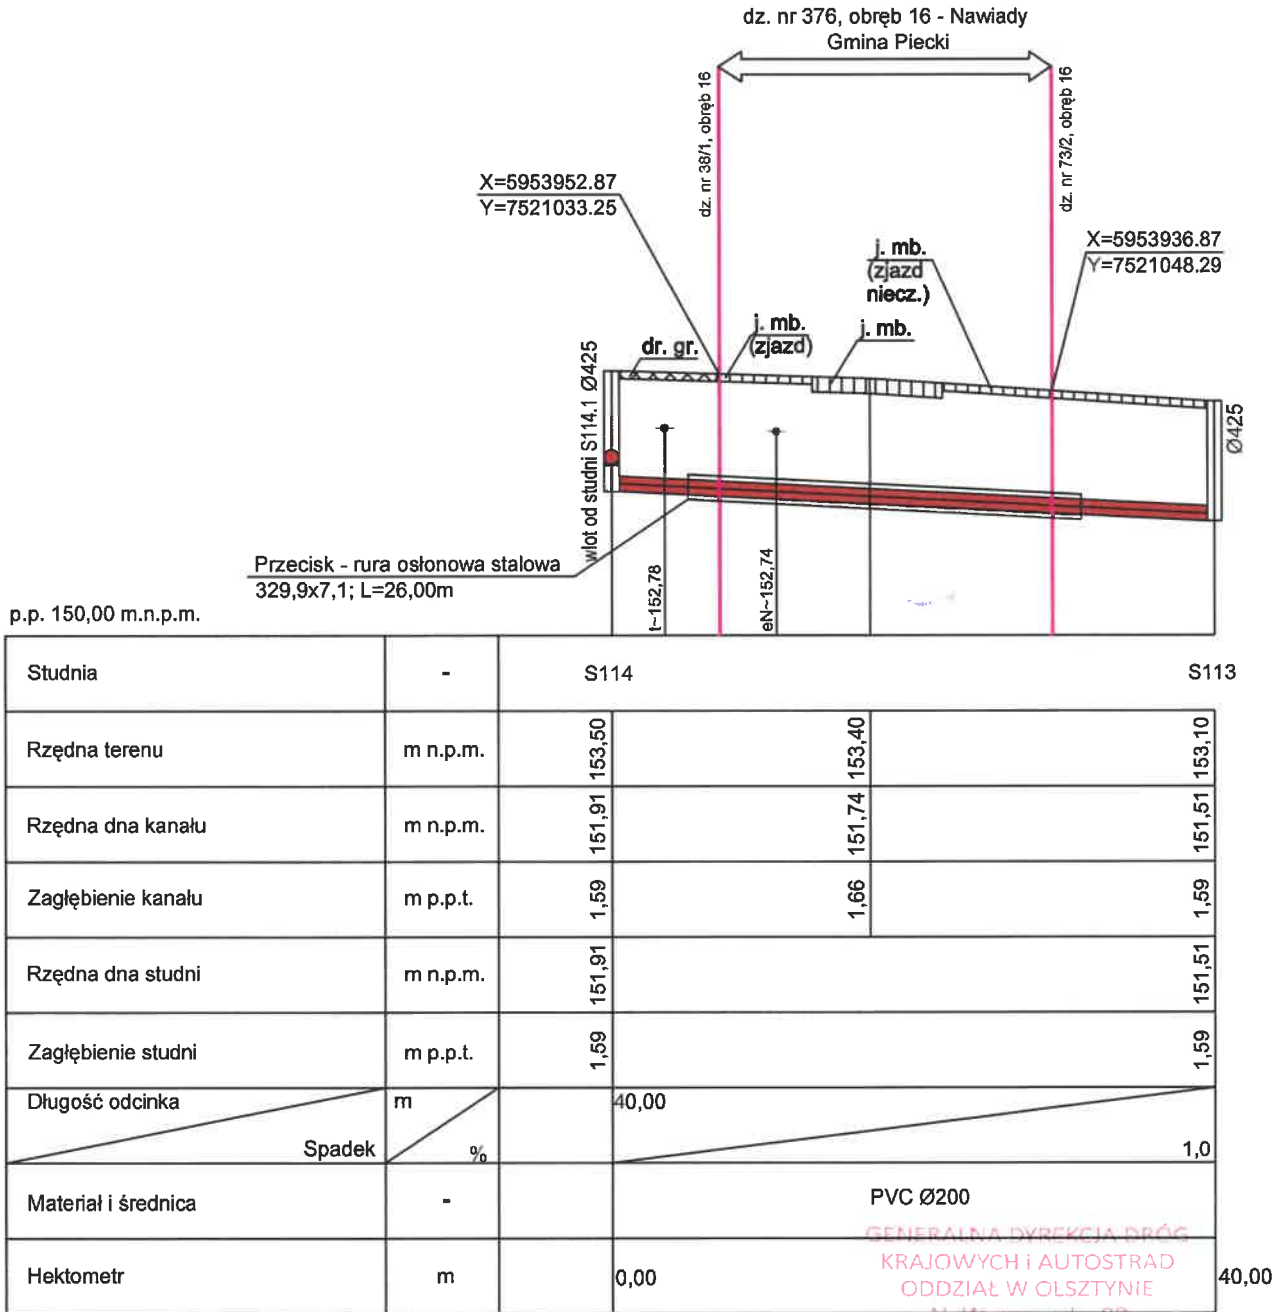 dz. nr 376, obręb 16 - Nawiady
Gmina Piecki
dz. nr 38/1, obręb 16
dz. nr 73/2, obręb 16
X=5953952.87
Y=7521033.25
X=5953936.87
Y=7521048.29
j. mb.
(zjazd
niecz.)
j. mb.
(zjazd)
j. mb.
dr. gr.
wlot od studni S114.1 Ø425
Ø425
Przecisk - rura osłonowa stalowa
329,9x7,1; L=26,00m
t~152,78
eN~152,74
p.p. 150,00 m.n.p.m.
Studnia - S114 S113
Rzędna terenu m n.p.m. 153,50 153,40 153,10
Rzędna dna kanału m n.p.m. 151,91 151,74 151,51
Zagłębienie kanału m p.p.t. 1,59 1,66 1,59
Rzędna dna studni m n.p.m. 151,91 151,51
Zagłębienie studni m p.p.t. 1,59 1,59
Długość odcinka m 40,00
Spadek % 1,0
Materiał i średnica - PVC Ø200
Hektometr m 0,00 40,00
GENERALNA DYREKCJA DRÓG
KRAJOWYCH i AUTOSTRAD
ODDZIAŁ W OLSZTYNIE